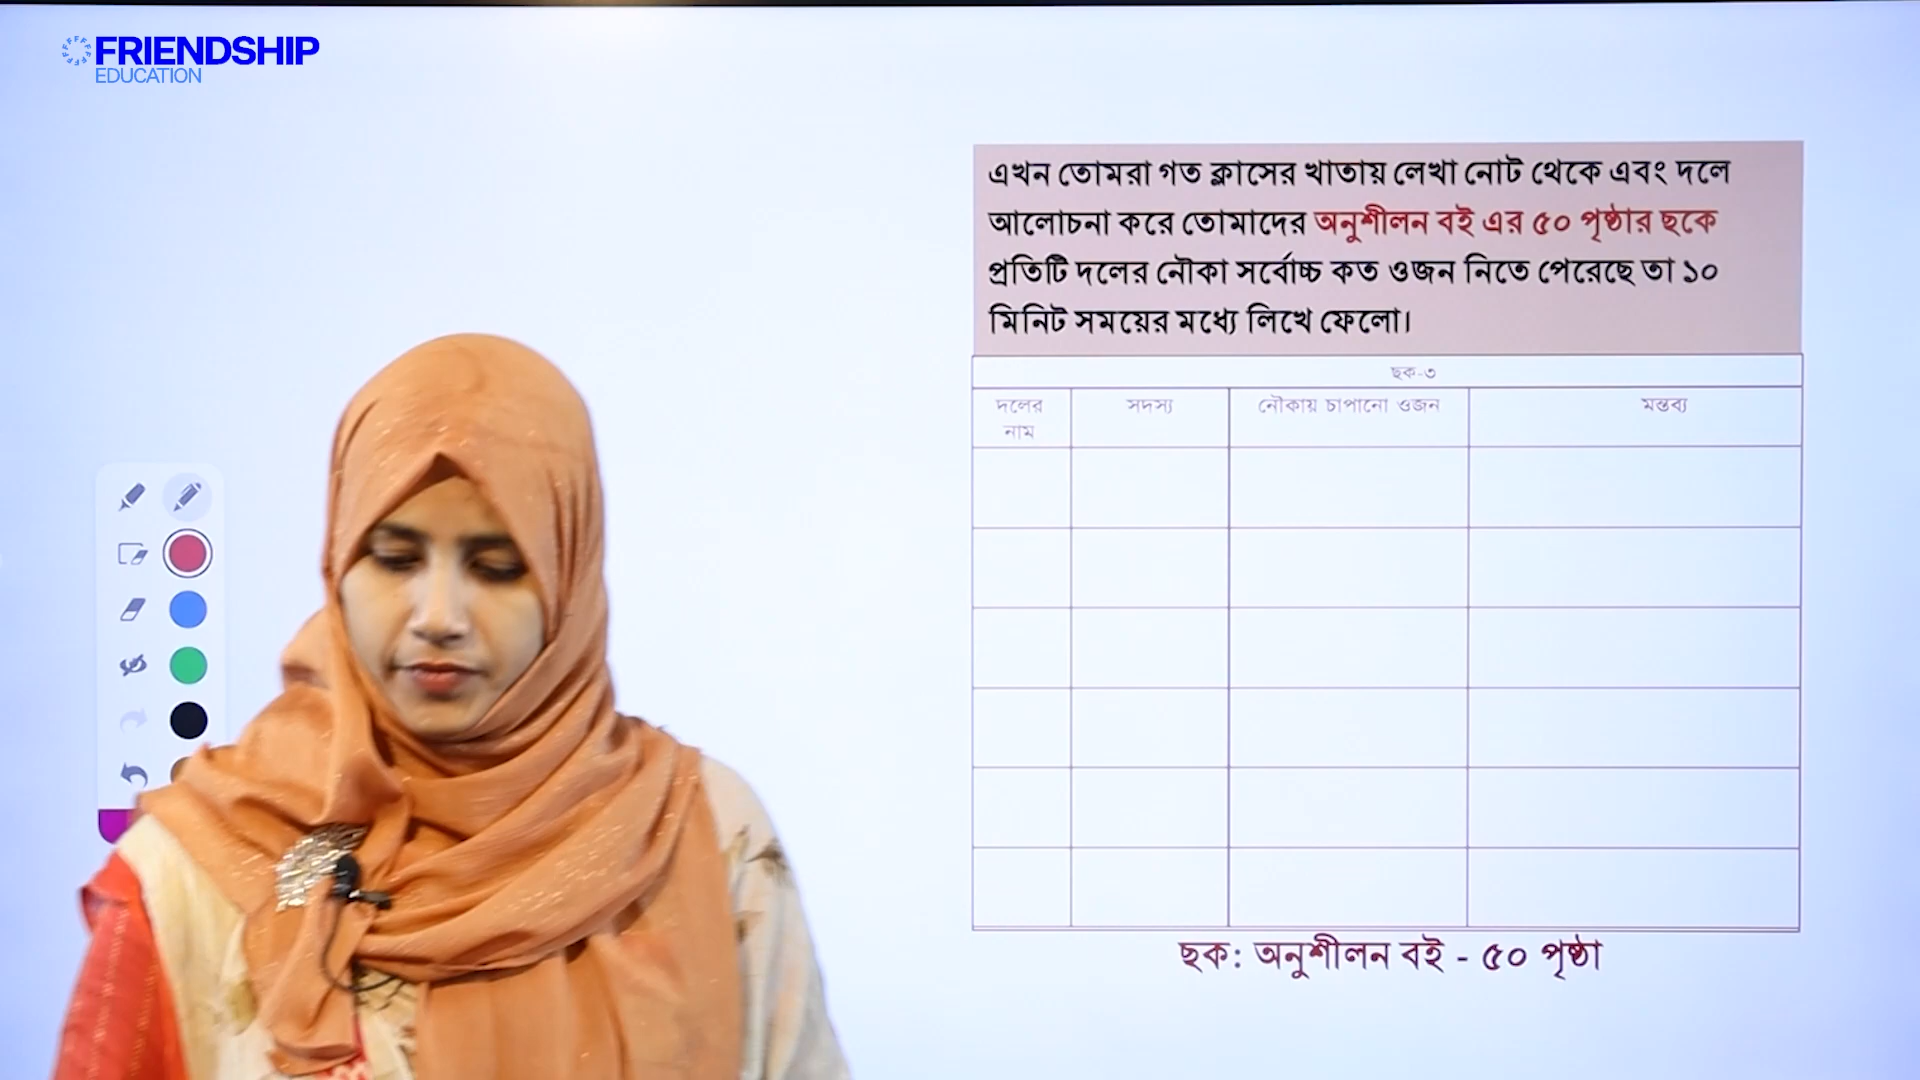 FRIENDSHIP
EDUCATION
এখন তোমরা গত ক্লাসের খাতায় লেখা নোট থেকে এবং দলে
আলোচনা করে তোমাদের অনুশীলন বই এর ৫০ পৃষ্ঠার ছকে
প্রতিটি দলের নৌকা সর্বোচ্চ কত ওজন নিতে পেরেছে তা ১০
মিনিট সময়ের মধ্যে লিখে ফেলো।
ছক-৩
দলের সদস্য নৌকায় চাপানো ওজন মন্তব্য
নাম
ছক: অনুশীলন বই - ৫০ পৃষ্ঠা